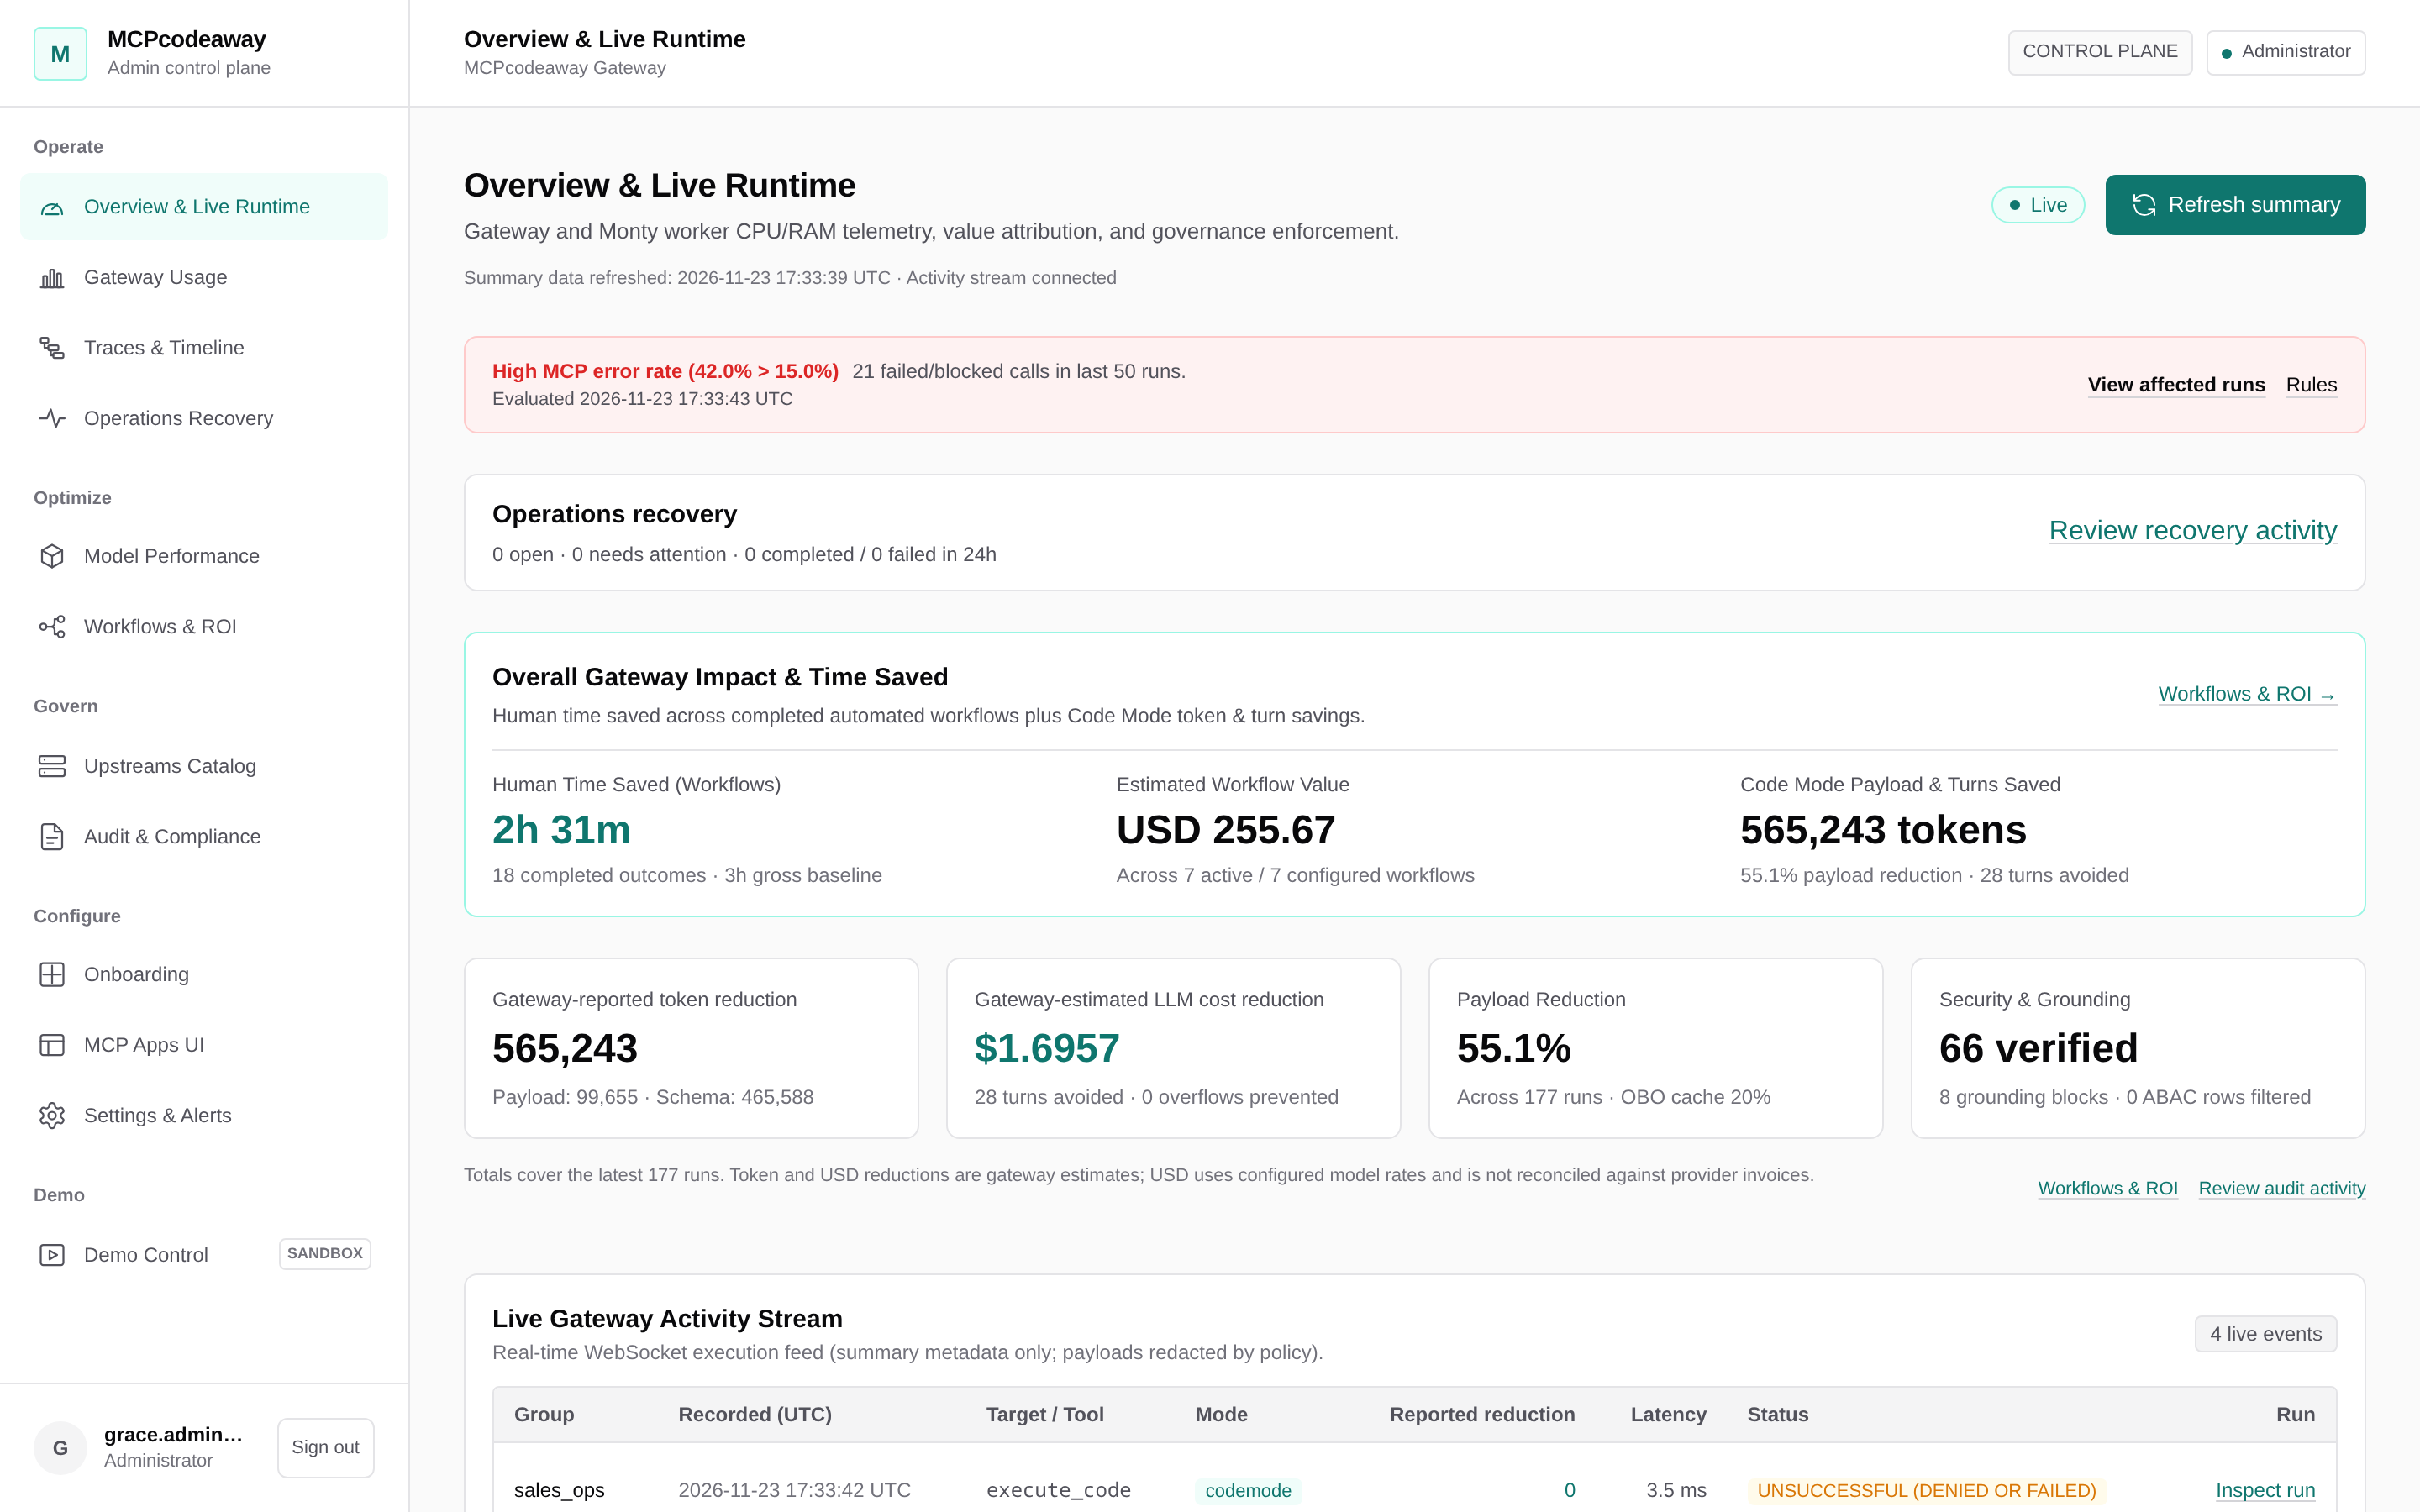 M
MCPcodeaway
Admin control plane
Overview & Live Runtime
MCPcodeaway Gateway
CONTROL PLANE
Administrator
Operate
Overview & Live Runtime
Gateway Usage
Traces & Timeline
Operations Recovery
Optimize
Model Performance
Workflows & ROI
Govern
Upstreams Catalog
Audit & Compliance
Configure
Onboarding
MCP Apps UI
Settings & Alerts
Demo
Demo Control
SANDBOX
G
grace.admin…
Administrator
Sign out
Overview & Live Runtime
Gateway and Monty worker CPU/RAM telemetry, value attribution, and governance enforcement.
Summary data refreshed: 2026-11-23 17:33:39 UTC · Activity stream connected
Live
Refresh summary
High MCP error rate (42.0% > 15.0%) 21 failed/blocked calls in last 50 runs.
Evaluated 2026-11-23 17:33:43 UTC
View affected runs
Rules
Operations recovery
0 open · 0 needs attention · 0 completed / 0 failed in 24h
Review recovery activity
Overall Gateway Impact & Time Saved
Human time saved across completed automated workflows plus Code Mode token & turn savings.
Workflows & ROI →
Human Time Saved (Workflows)
2h 31m
18 completed outcomes · 3h gross baseline
Estimated Workflow Value
USD 255.67
Across 7 active / 7 configured workflows
Code Mode Payload & Turns Saved
565,243 tokens
55.1% payload reduction · 28 turns avoided
Gateway-reported token reduction
565,243
Payload: 99,655 · Schema: 465,588
Gateway-estimated LLM cost reduction
$1.6957
28 turns avoided · 0 overflows prevented
Payload Reduction
55.1%
Across 177 runs · OBO cache 20%
Security & Grounding
66 verified
8 grounding blocks · 0 ABAC rows filtered
Totals cover the latest 177 runs. Token and USD reductions are gateway estimates; USD uses configured model rates and is not reconciled against provider invoices.
Workflows & ROI
Review audit activity
Live Gateway Activity Stream
Real-time WebSocket execution feed (summary metadata only; payloads redacted by policy).
4 live events
Group Recorded (UTC) Target / Tool Mode Reported reduction Latency Status Run
sales_ops 2026-11-23 17:33:42 UTC execute_code codemode 0 3.5 ms UNSUCCESSFUL (DENIED OR FAILED) Inspect run